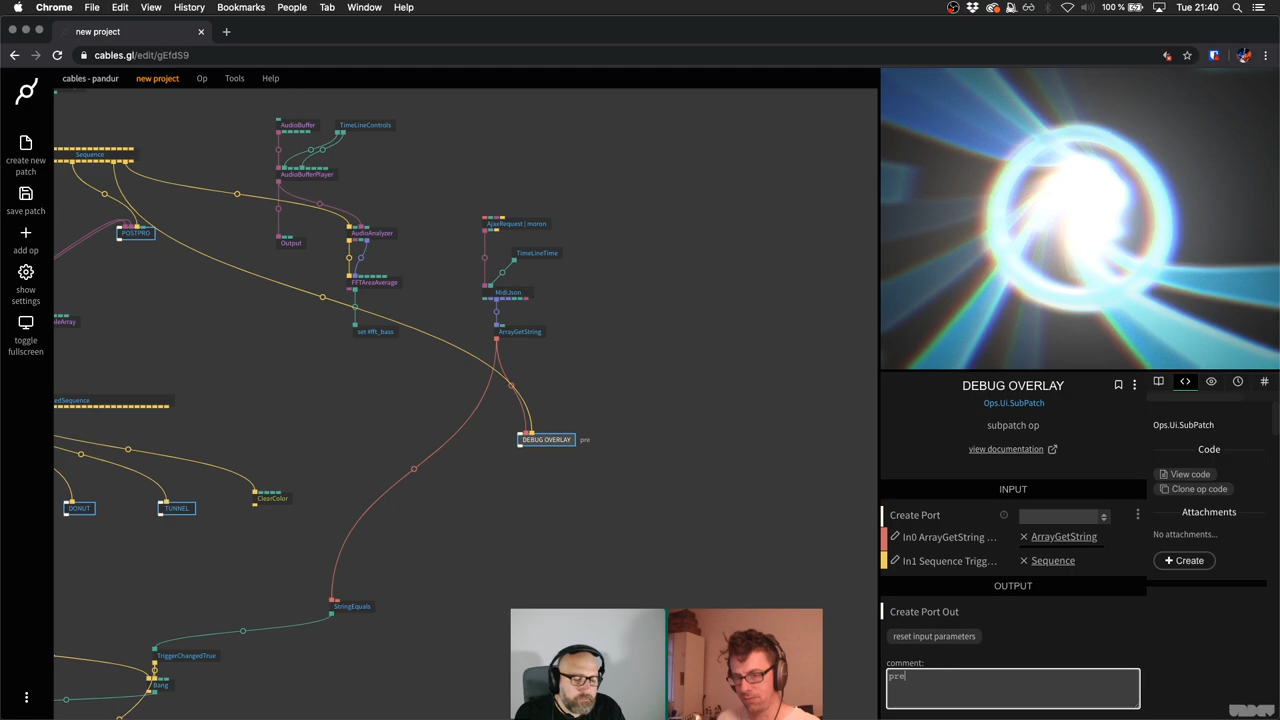 Chrome File Edit View History Bookmarks People Tab Window Help 100 % Tue 21:40
new project
cables.gl/edit/gEfdS9
cables - pandur new project Op Tools Help
create new patch
save patch
add op
show settings
toggle fullscreen
AudioBuffer
TimeLineControls
Sequence
AudioBufferPlayer
POSTPRO
AudioAnalyzer
Output
AjaxRequest | moron
TimeLineTime
FFTAreaAverage
MidiJson
set #fft_bass
ArrayGetString
DEBUG OVERLAY pre
ClearColor
DONUT
TUNNEL
StringEquals
TriggerChangedTrue
Bang
DEBUG OVERLAY
Ops.Ui.SubPatch
subpatch op
view documentation
INPUT
Create Port
In0 ArrayGetString ... ArrayGetString
In1 Sequence Trigg... Sequence
OUTPUT
Create Port Out
reset input parameters
comment:
pre
Ops.Ui.SubPatch
Code
View code
Clone op code
Attachments
No attachments...
+ Create